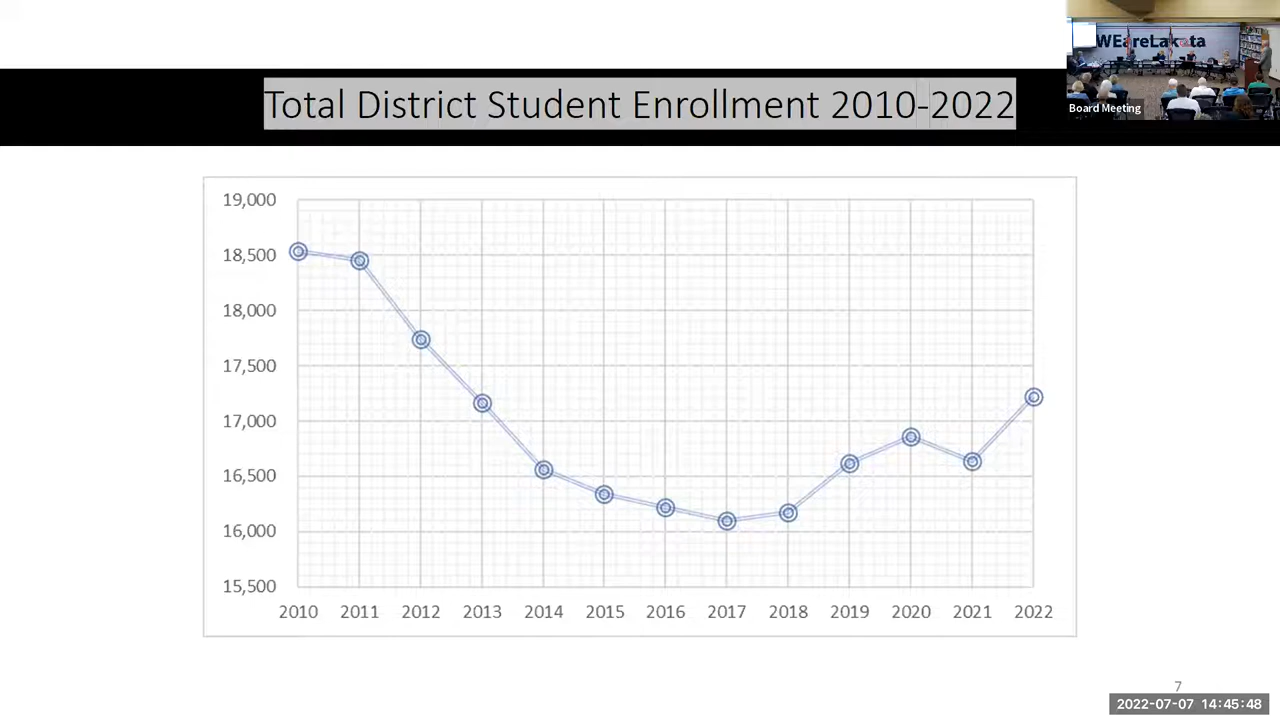 WEareLakota
Board Meeting
Total District Student Enrollment 2010-2022
19,000
18,500
18,000
17,500
17,000
16,500
16,000
15,500
2010 2011 2012 2013 2014 2015 2016 2017 2018 2019 2020 2021 2022
7
2022-07-07 14:45:48